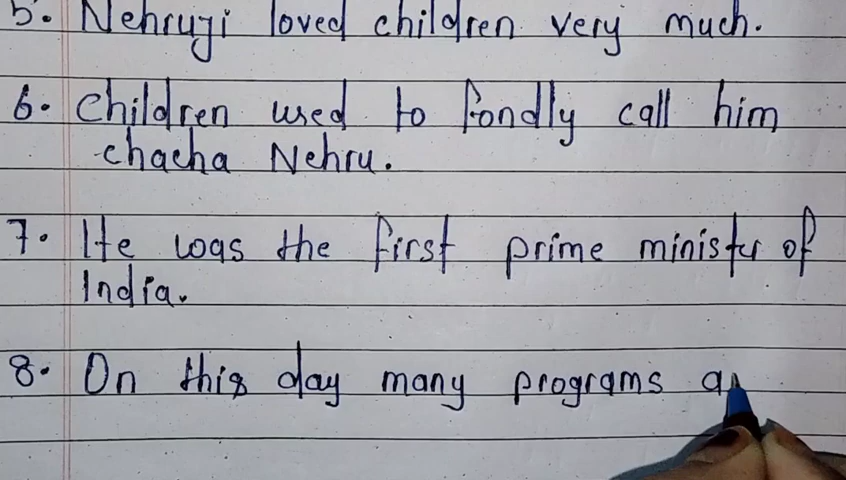 5. Nehruji loved children very much.
6. Children used to fondly call him
chacha Nehru.
7. He was the first prime minister of
India.
8. On this day many programs a